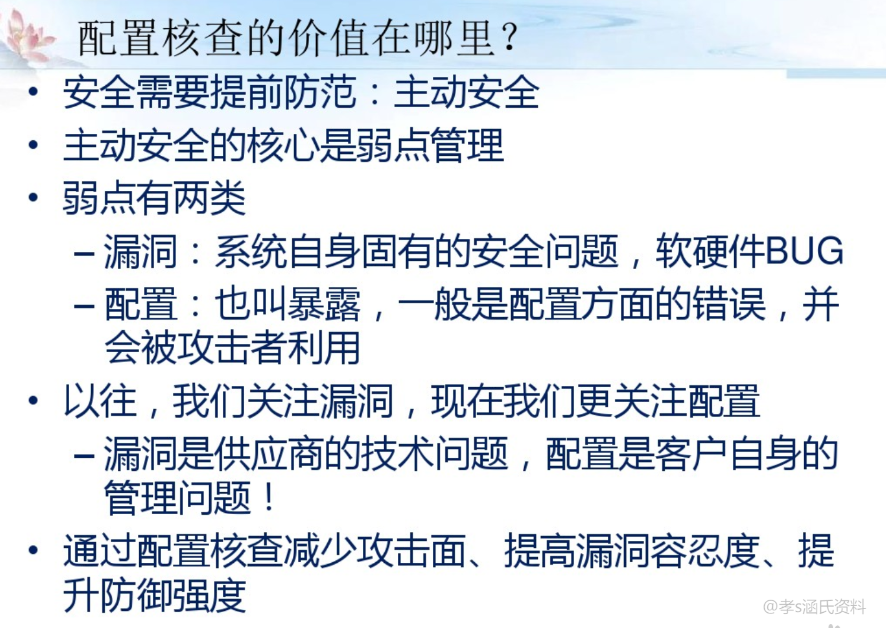 配置核查的价值在哪里？
• 安全需要提前防范：主动安全
• 主动安全的核心是弱点管理
• 弱点有两类
– 漏洞：系统自身固有的安全问题，软硬件BUG
– 配置：也叫暴露，一般是配置方面的错误，并
会被攻击者利用
• 以往，我们关注漏洞，现在我们更关注配置
– 漏洞是供应商的技术问题，配置是客户自身的
管理问题！
• 通过配置核查减少攻击面、提高漏洞容忍度、提
升防御强度
@孝s涵氏资料